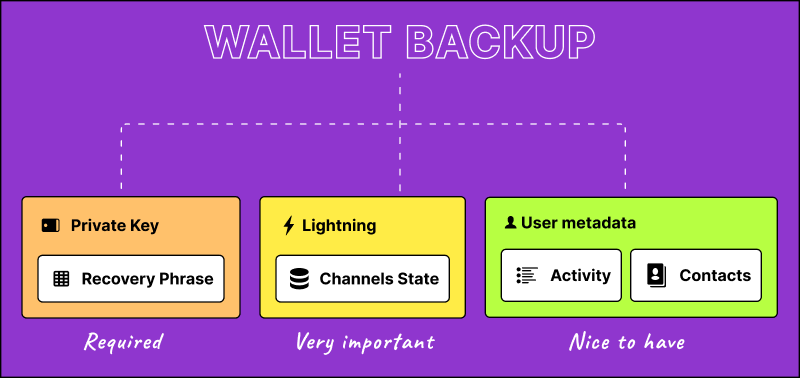 WALLET BACKUP
Private Key
Recovery Phrase
Required
Lightning
Channels State
Very important
User metadata
Activity
Contacts
Nice to have